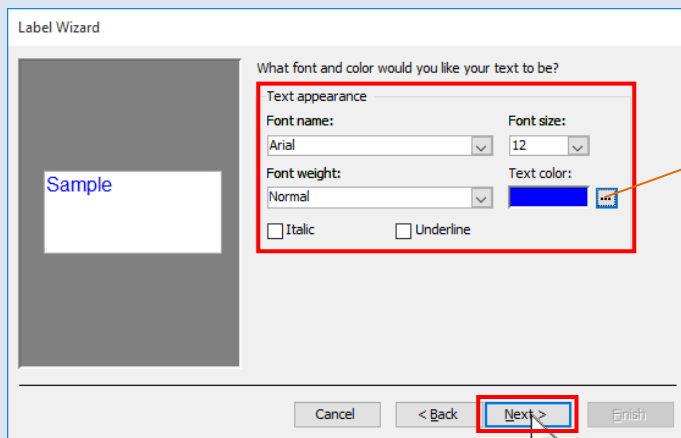 Label Wizard
What font and color would you like your text to be?
Text appearance
Font name:
Font size:
Arial
12
Font weight:
Text color:
Normal
...
Italic
Underline
Sample
Cancel
< Back
Next >
Finish